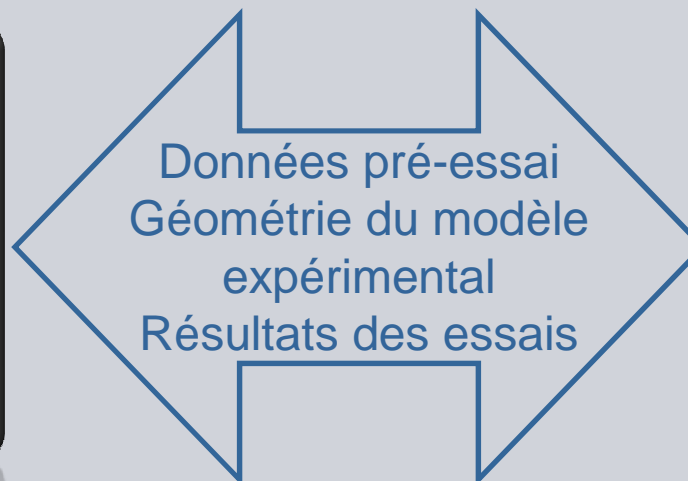 Données pré-essai
Géométrie du modèle
expérimental
Résultats des essais